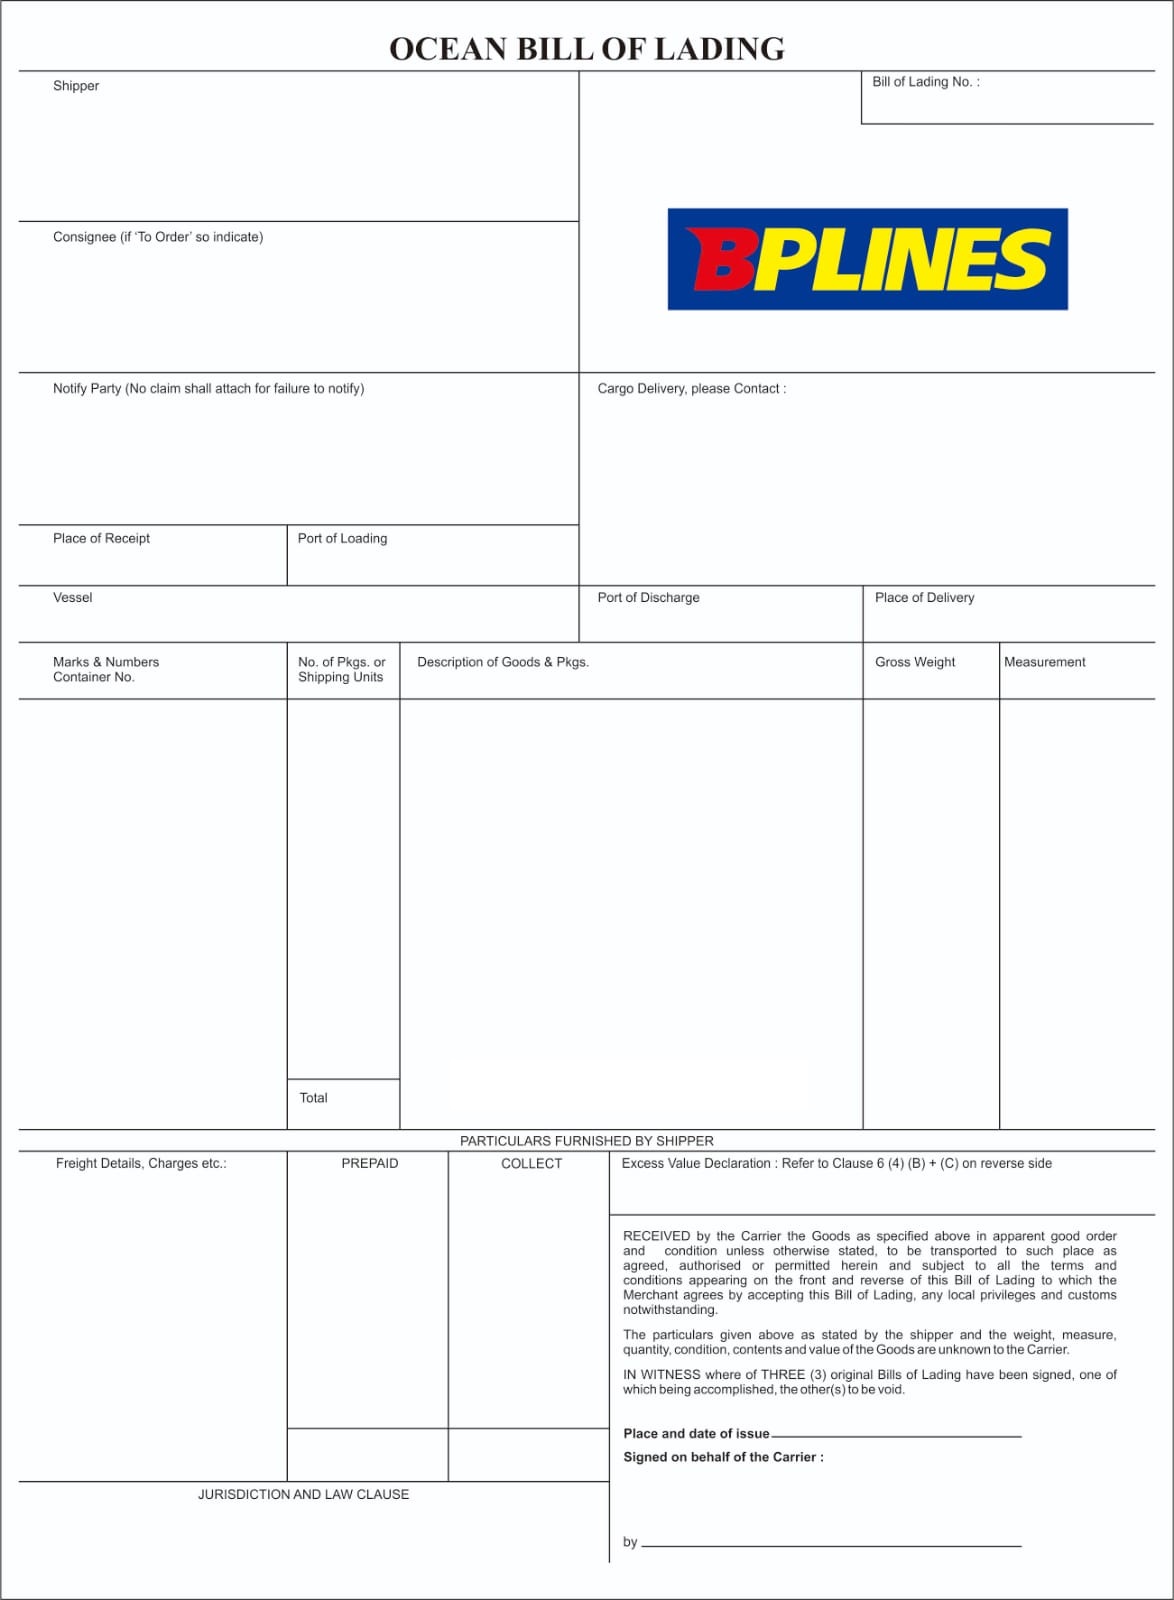 OCEAN BILL OF LADING
Shipper
Bill of Lading No. :
BPLINES
Consignee (if ‘To Order’ so indicate)
Notify Party (No claim shall attach for failure to notify)
Cargo Delivery, please Contact :
Place of Receipt
Port of Loading
Vessel
Port of Discharge
Place of Delivery
Marks & Numbers
Container No.
No. of Pkgs. or
Shipping Units
Description of Goods & Pkgs.
Gross Weight
Measurement
Total
PARTICULARS FURNISHED BY SHIPPER
Freight Details, Charges etc.:
PREPAID
COLLECT
Excess Value Declaration : Refer to Clause 6 (4) (B) + (C) on reverse side
RECEIVED by the Carrier the Goods as specified above in apparent good order
and condition unless otherwise stated, to be transported to such place as
agreed, authorised or permitted herein and subject to all the terms and
conditions appearing on the front and reverse of this Bill of Lading to which the
Merchant agrees by accepting this Bill of Lading, any local privileges and customs
notwithstanding.
The particulars given above as stated by the shipper and the weight, measure,
quantity, condition, contents and value of the Goods are unknown to the Carrier.
IN WITNESS where of THREE (3) original Bills of Lading have been signed, one of
which being accomplished, the other(s) to be void.
Place and date of issue
Signed on behalf of the Carrier :
by
JURISDICTION AND LAW CLAUSE